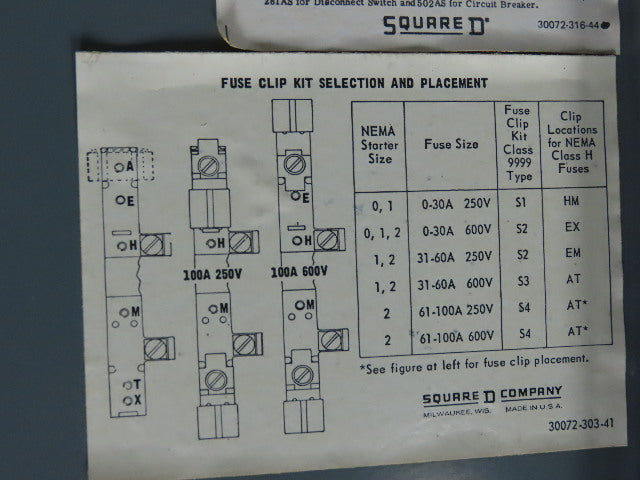 281AS for Disconnect Switch and 502AS for Circuit Breaker.
SQUARE D
30072-316-44
FUSE CLIP KIT SELECTION AND PLACEMENT
NEMA Starter Size
Fuse Size
Fuse Clip Kit Class 9999 Type
Clip Locations for NEMA Class H Fuses
0, 1 0-30A 250V S1 HM
0, 1, 2 0-30A 600V S2 EX
1, 2 31-60A 250V S2 EM
1, 2 31-60A 600V S3 AT
2 61-100A 250V S4 AT*
2 61-100A 600V S4 AT*
*See figure at left for fuse clip placement.
A
E
E
H
H
H
100A 250V
100A 600V
M
M
M
T
X
SQUARE D COMPANY
MILWAUKEE, WIS. MADE IN U.S.A.
30072-303-41